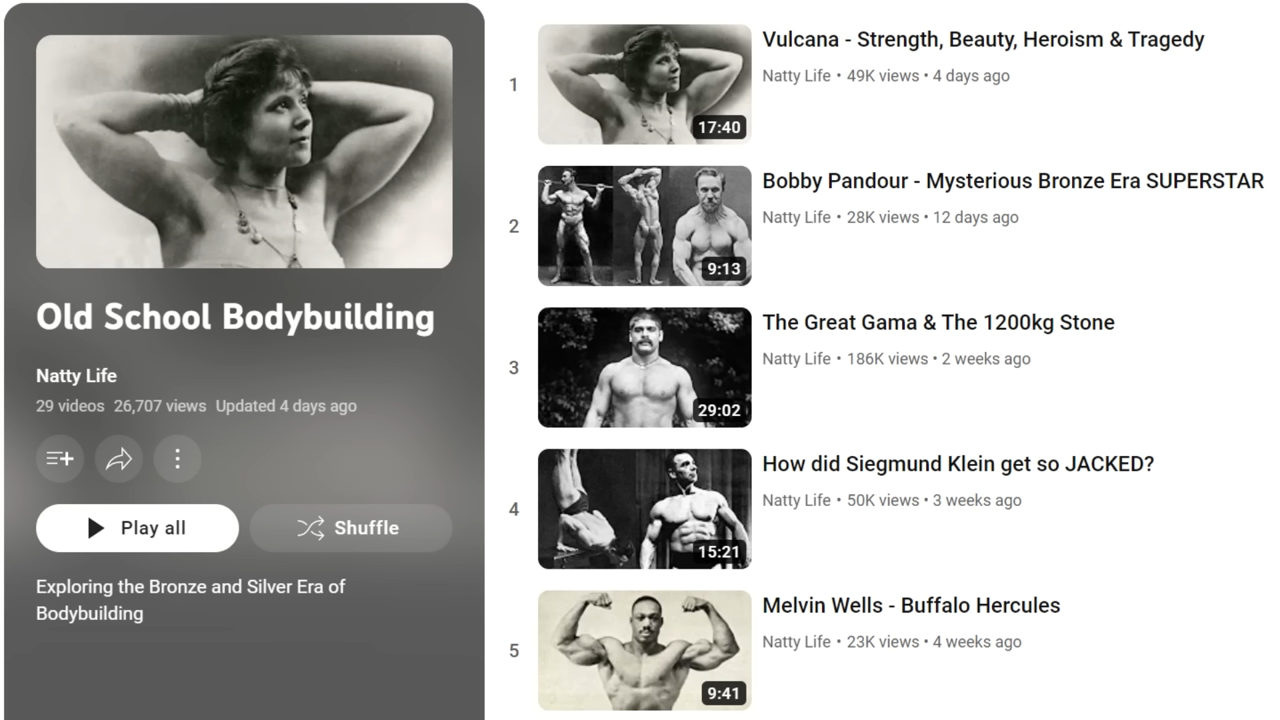 Old School Bodybuilding
Natty Life
29 videos 26,707 views Updated 4 days ago
Play all
Shuffle
Exploring the Bronze and Silver Era of
Bodybuilding
1
17:40
Vulcana - Strength, Beauty, Heroism & Tragedy
Natty Life • 49K views • 4 days ago
2
9:13
Bobby Pandour - Mysterious Bronze Era SUPERSTAR
Natty Life • 28K views • 12 days ago
3
29:02
The Great Gama & The 1200kg Stone
Natty Life • 186K views • 2 weeks ago
4
15:21
How did Siegmund Klein get so JACKED?
Natty Life • 50K views • 3 weeks ago
5
9:41
Melvin Wells - Buffalo Hercules
Natty Life • 23K views • 4 weeks ago